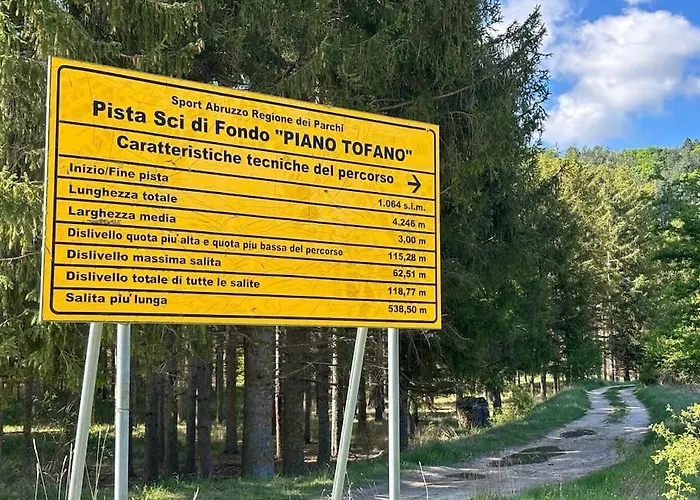 Sport Abruzzo Regione dei Parchi
Pista Sci di Fondo "PIANO TOFANO"
Caratteristiche tecniche del percorso
Inizio/Fine pista 1.064 s.l.m.
Lunghezza totale 4.246 m
Larghezza media 3,00 m
Dislivello quota piu' alta e quota piu bassa del percorso 115,28 m
Dislivello massima salita 62,51 m
Dislivello totale di tutte le salite 118,77 m
Salita piu' lunga 538,50 m